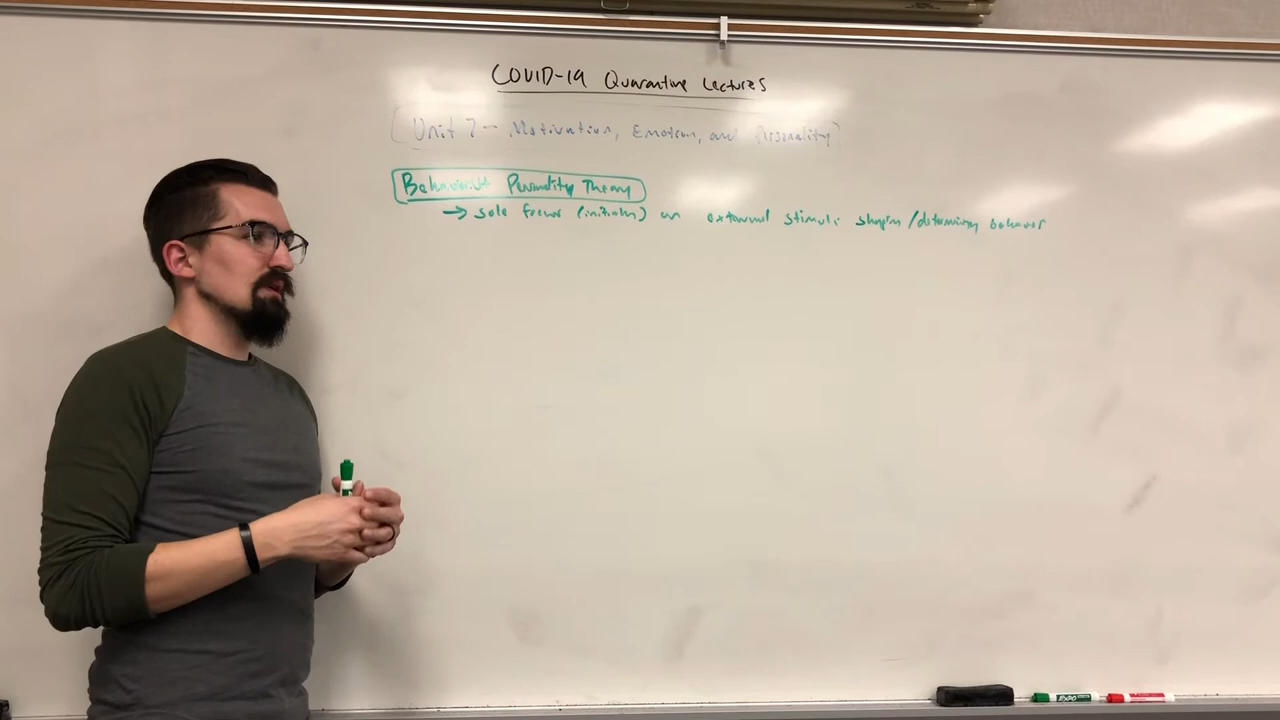 COVID-19 Quarantine Lectures
Unit 7 - Motivation, Emotion, and Personality
Behaviorist Personality Theory
→ sole focus (initially) on external stimuli shaping/determining behavior
EXPO